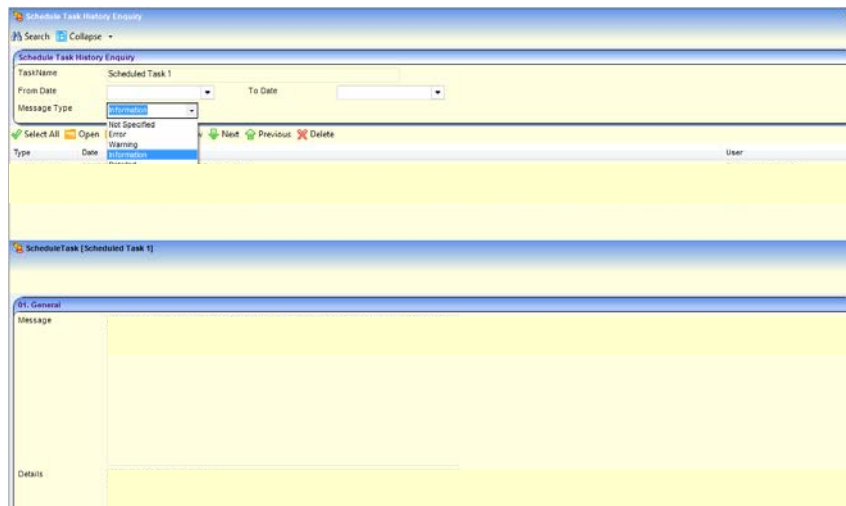 Schedule Task History Enquiry
Search Collapse
Schedule Task History Enquiry
TaskName Scheduled Task 1
From Date To Date
Message Type Information
Not Specified
Select All Open Error Next Previous Delete
Warning
Type Date Information User
ScheduleTask [Scheduled Task 1]
01. General
Message
Details